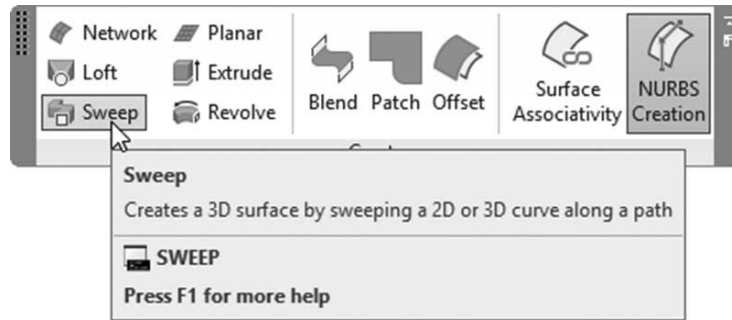 Network
Planar
Loft
Extrude
Sweep
Revolve
Blend
Patch
Offset
Surface
Associativity
NURBS
Creation
Sweep
Creates a 3D surface by sweeping a 2D or 3D curve along a path
SWEEP
Press F1 for more help